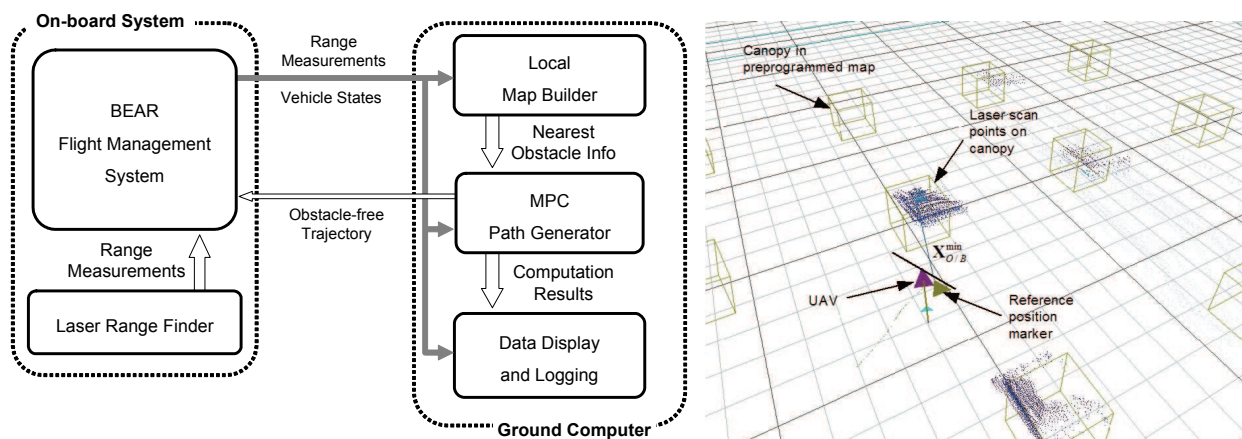 On-board System
BEAR
Flight Management
System
Range
Measurements
Laser Range Finder
Range
Measurements
Vehicle States
Obstacle-free
Trajectory
Local
Map Builder
Nearest
Obstacle Info
MPC
Path Generator
Computation
Results
Data Display
and Logging
Ground Computer
Canopy in
preprogrammed map
Laser scan
points on
canopy
X_{O/B}^{min}
UAV
Reference
position
marker